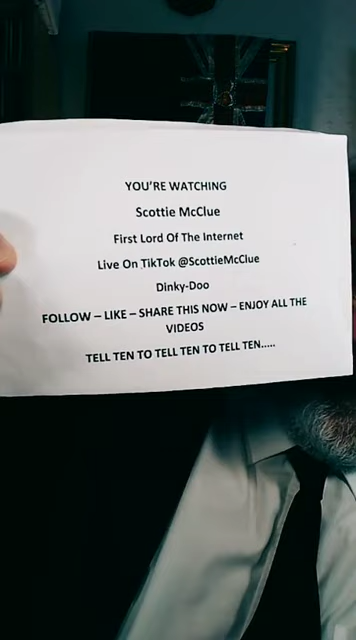 YOU'RE WATCHING
Scottie McClue
First Lord Of The Internet
Live On TikTok @ScottieMcClue
Dinky-Doo
FOLLOW – LIKE – SHARE THIS NOW – ENJOY ALL THE
VIDEOS
TELL TEN TO TELL TEN TO TELL TEN.....